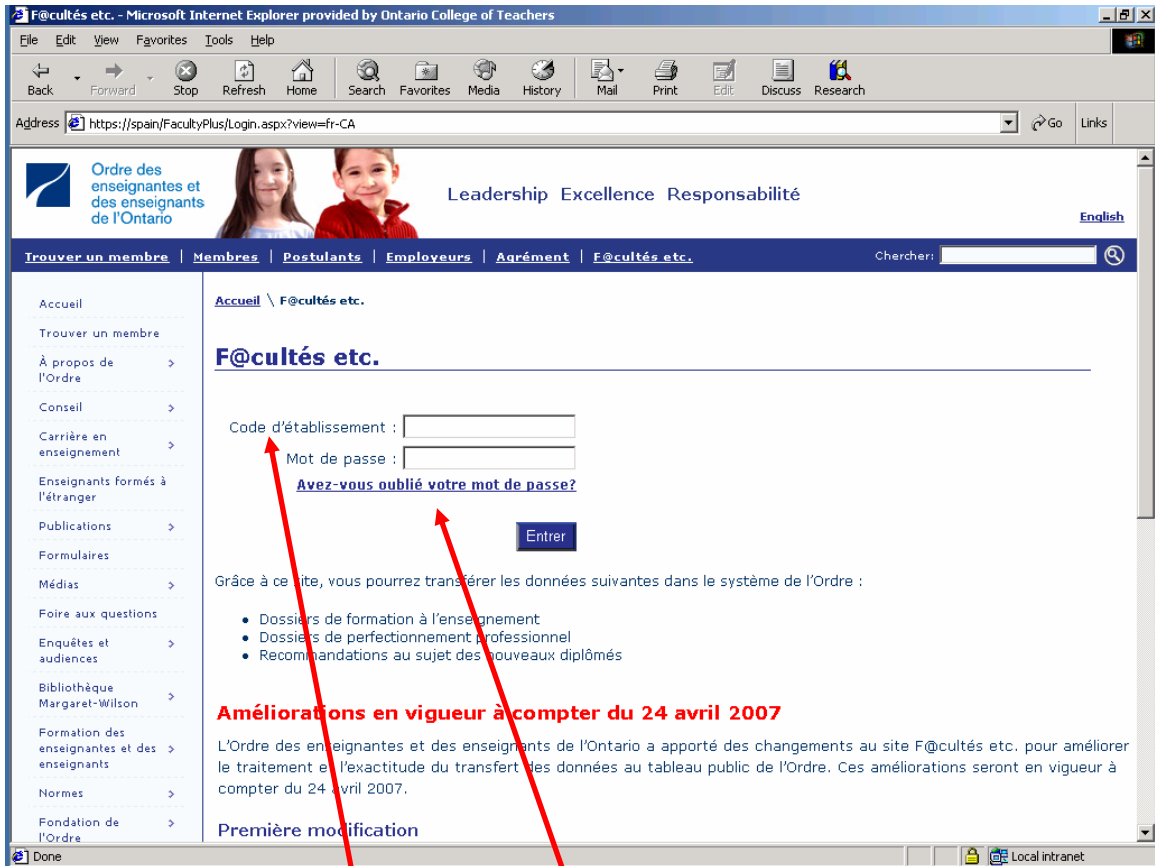 F@cultés etc. - Microsoft Internet Explorer provided by Ontario College of Teachers
File Edit View Favorites Tools Help
Back Forward Stop Refresh Home Search Favorites Media History Mail Print Edit Discuss Research
Address https://spain/FacultyPlus/Login.aspx?view=fr-CA Go Links
Ordre des
enseignantes et
des enseignants
de l'Ontario
Leadership Excellence Responsabilité
English
Trouver un membre | Membres | Postulants | Employeurs | Agrément | F@cultés etc. Chercher:
Accueil
Trouver un membre
À propos de
l'Ordre >
Conseil >
Carrière en
enseignement >
Enseignants formés à
l'étranger
Publications >
Formulaires
Médias >
Foire aux questions
Enquêtes et
audiences >
Bibliothèque
Margaret-Wilson >
Formation des
enseignantes et des >
enseignants
Normes >
Fondation de
l'Ordre >
Accueil \ F@cultés etc.
F@cultés etc.
Code d'établissement :
Mot de passe :
Avez-vous oublié votre mot de passe?
Entrer
Grâce à ce site, vous pourrez transférer les données suivantes dans le système de l'Ordre :
• Dossiers de formation à l'enseignement
• Dossiers de perfectionnement professionnel
• Recommandations au sujet des nouveaux diplômés
Améliorations en vigueur à compter du 24 avril 2007
L'Ordre des enseignantes et des enseignants de l'Ontario a apporté des changements au site F@cultés etc. pour améliorer
le traitement et l'exactitude du transfert des données au tableau public de l'Ordre. Ces améliorations seront en vigueur à
compter du 24 avril 2007.
Première modification
Done Local intranet